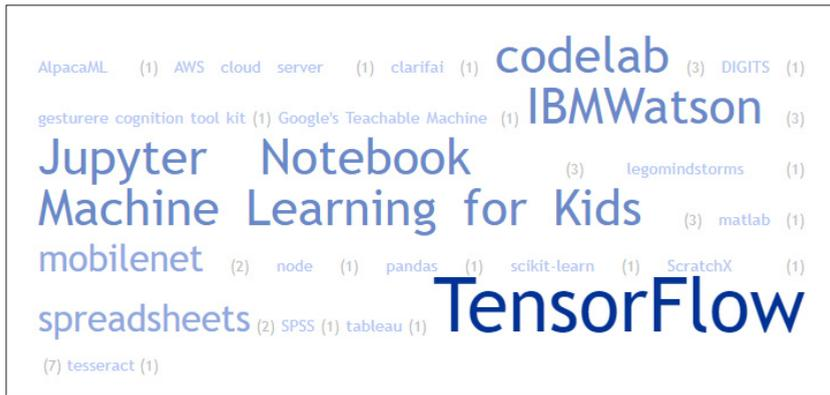 AlpacaML (1) AWS cloud server (1) clarifai (1) codelab (3) DIGITS (1)
gesturere cognition tool kit (1) Google's Teachable Machine (1) IBMWatson (3)
Jupyter Notebook (3) legomindstorms (1)
Machine Learning for Kids (3) matlab (1)
mobilenet (2) node (1) pandas (1) scikit-learn (1) ScratchX (1)
spreadsheets (2) SPSS (1) tableau (1) TensorFlow
(7) tesseract (1)